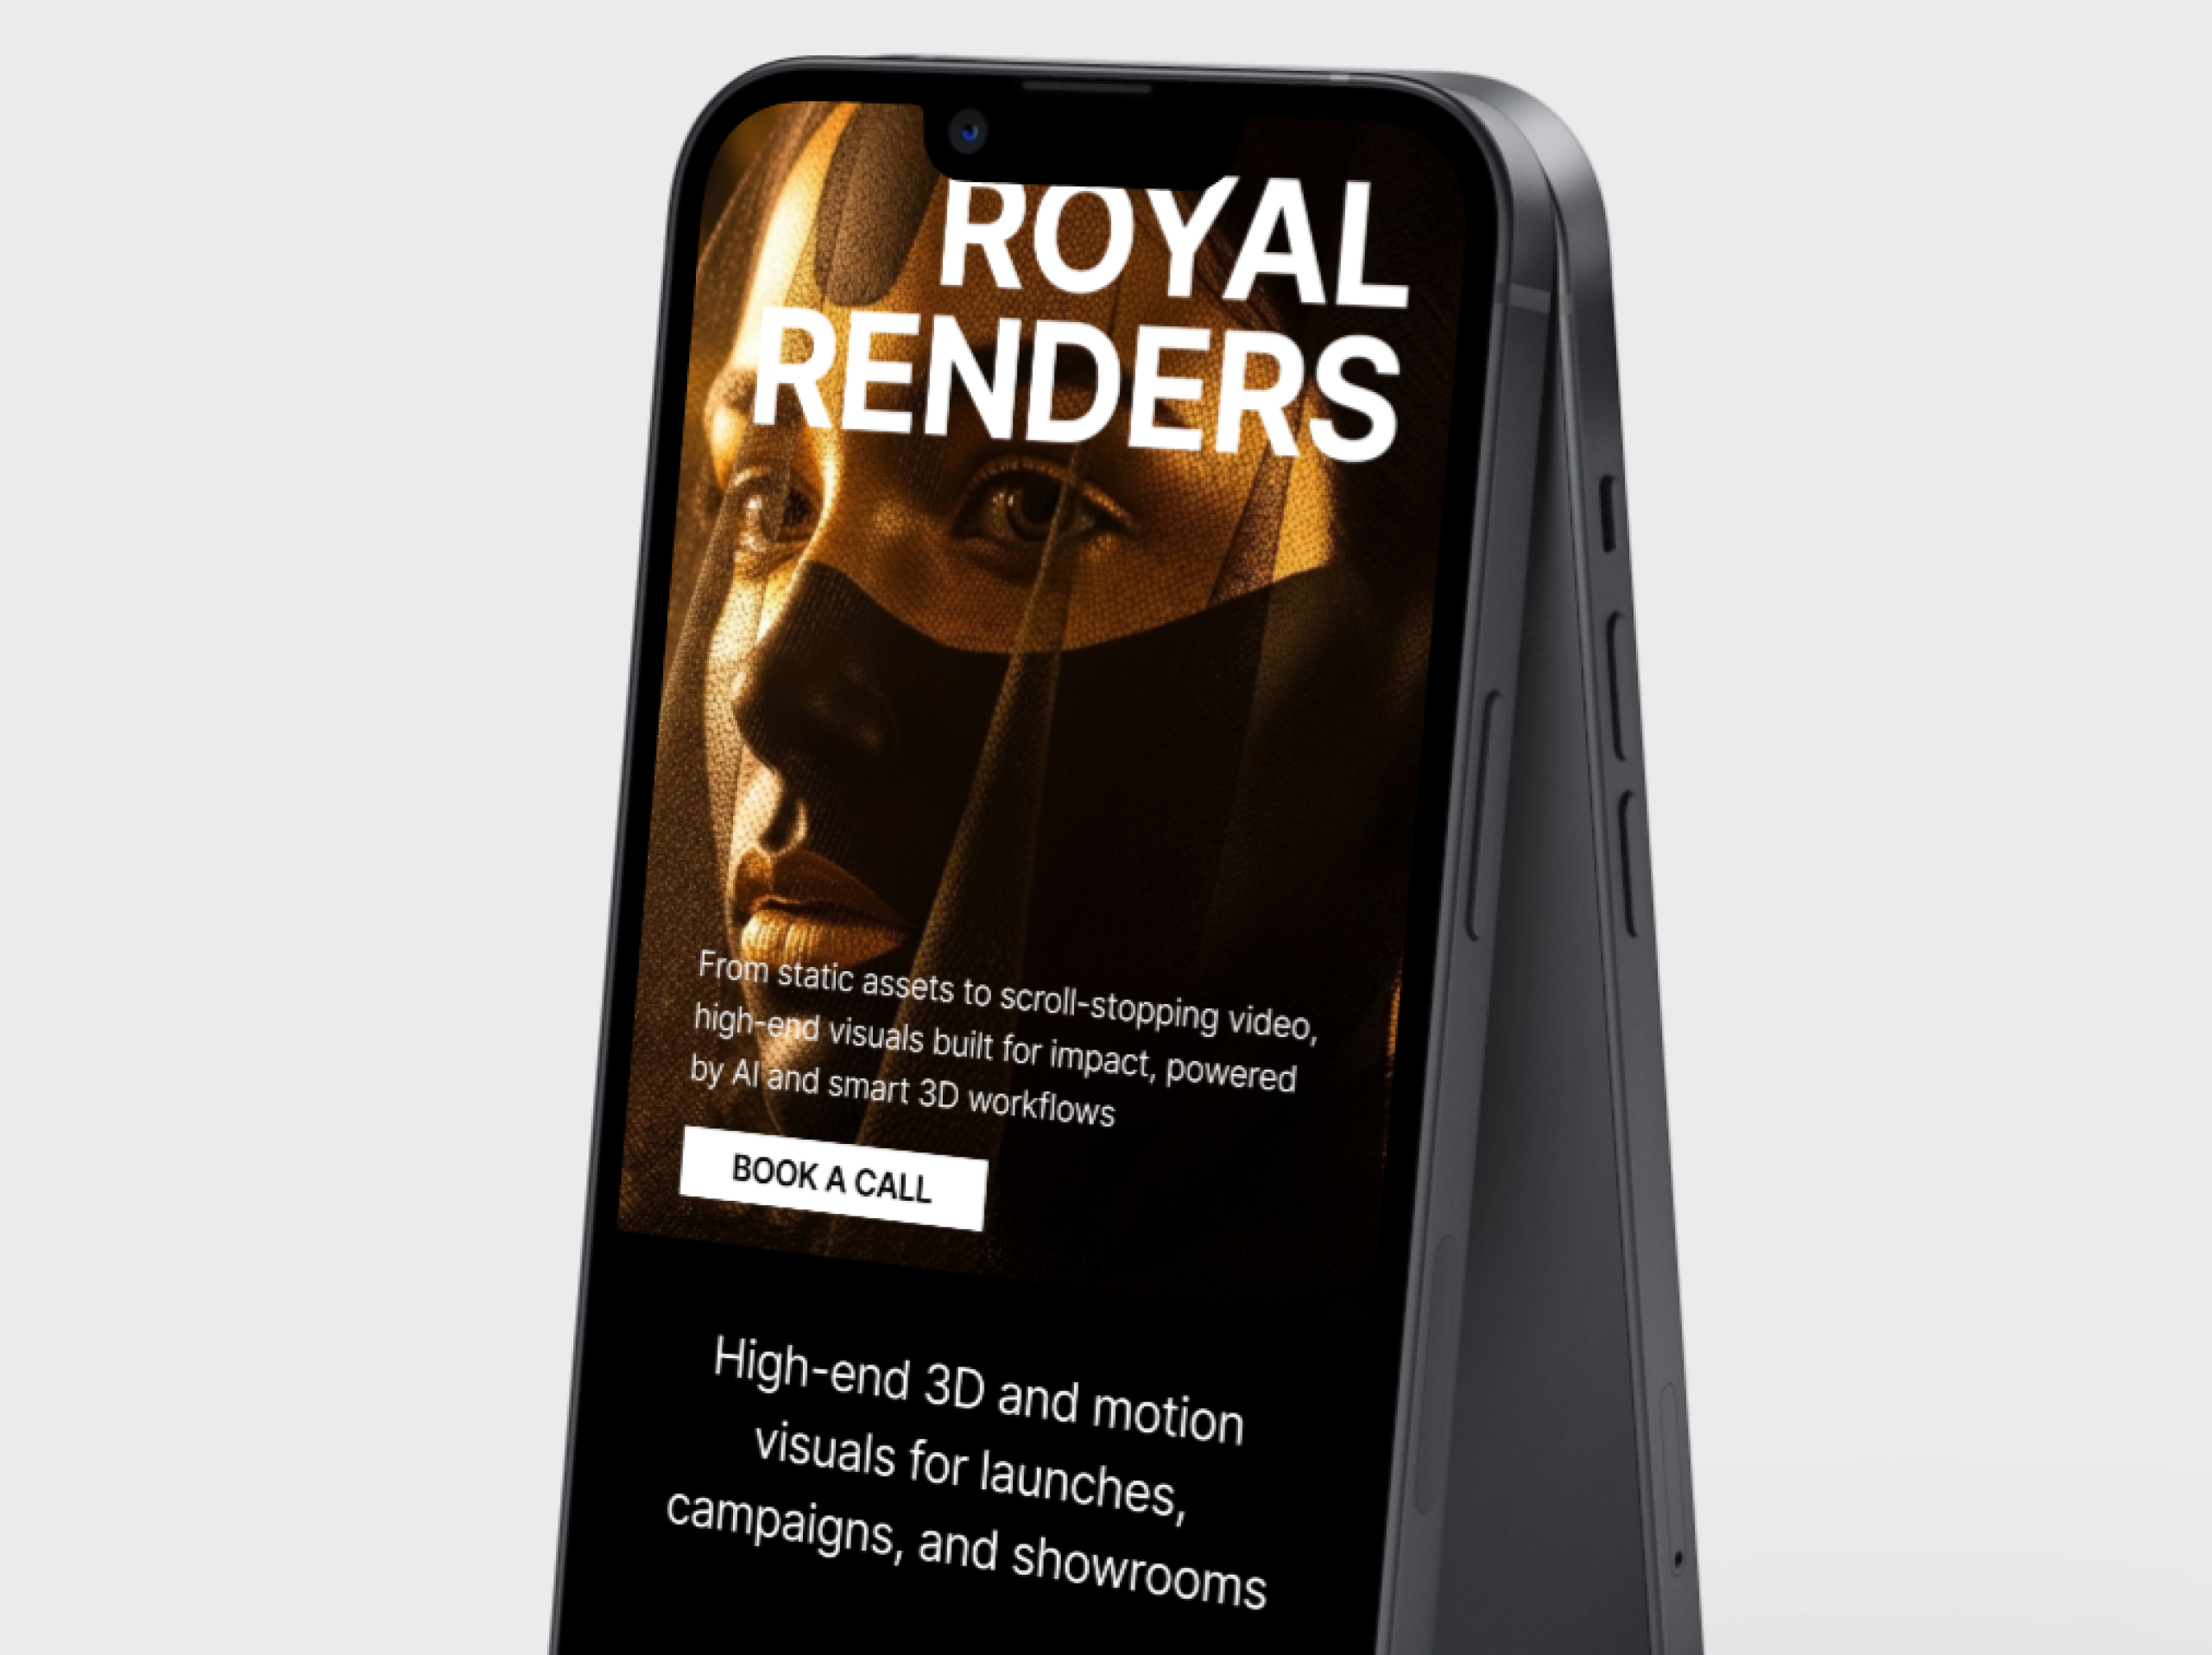 ROYAL
RENDERS
From static assets to scroll-stopping video,
high-end visuals built for impact, powered
by AI and smart 3D workflows
BOOK A CALL
High-end 3D and motion
visuals for launches,
campaigns, and showrooms